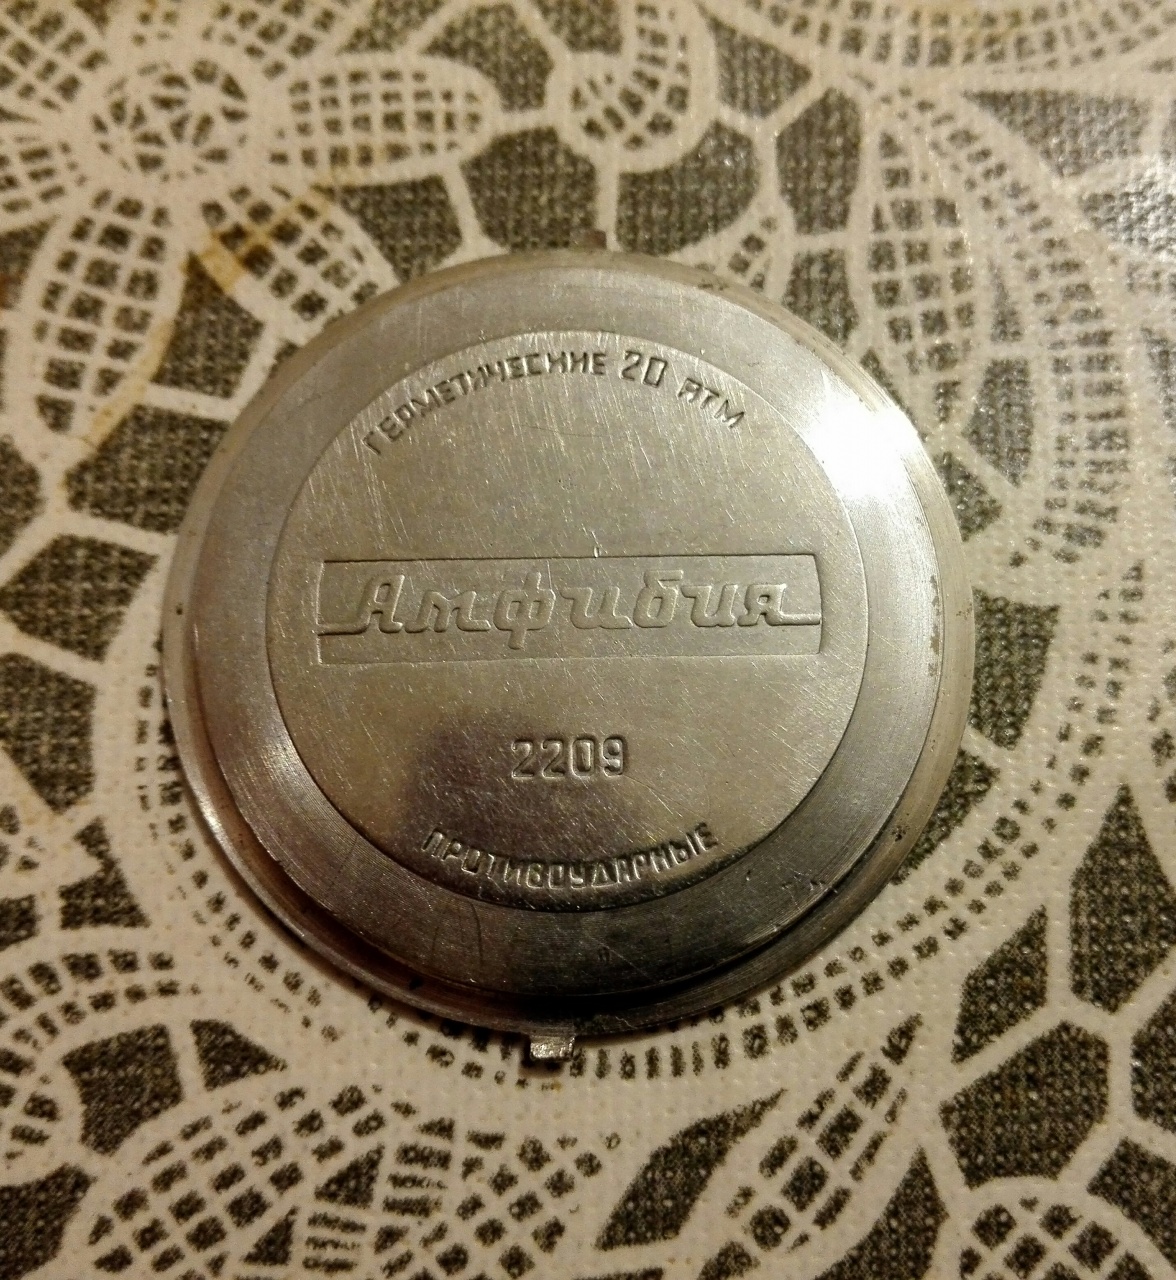 ГЕРМЕТИЧЕСКИЕ 20 АТМ
Амфибия
2209
ПРОТИВОУДАРНЫЕ